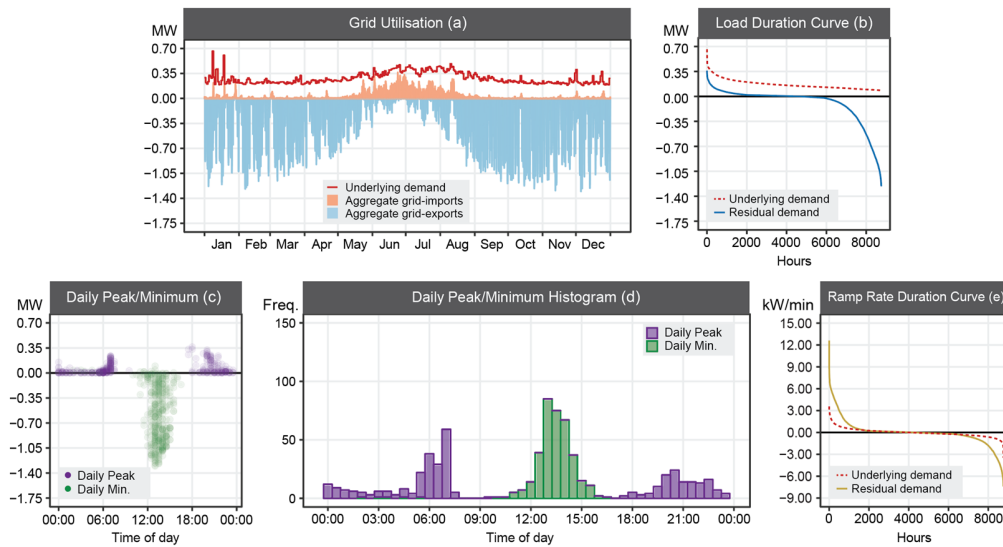 Grid Utilisation (a)
MW
0.70
0.35
0.00
−0.35
−0.70
−1.05
−1.40
−1.75
Underlying demand
Aggregate grid-imports
Aggregate grid-exports
Jan Feb Mar Apr May Jun Jul Aug Sep Oct Nov Dec
Load Duration Curve (b)
MW
0.70
0.35
0.00
−0.35
−0.70
−1.05
−1.40
−1.75
Underlying demand
Residual demand
0 2000 4000 6000 8000
Hours
Daily Peak/Minimum (c)
MW
0.70
0.35
0.00
−0.35
−0.70
−1.05
−1.40
−1.75
Daily Peak
Daily Min.
00:00 06:00 12:00 18:00 00:00
Time of day
Daily Peak/Minimum Histogram (d)
Freq.
150
100
50
0
Daily Peak
Daily Min.
00:00 03:00 06:00 09:00 12:00 15:00 18:00 21:00 00:00
Time of day
Ramp Rate Duration Curve (e)
kW/min
15.00
12.00
9.00
6.00
3.00
0.00
−3.00
−6.00
−9.00
Underlying demand
Residual demand
0 2000 4000 6000 8000
Hours